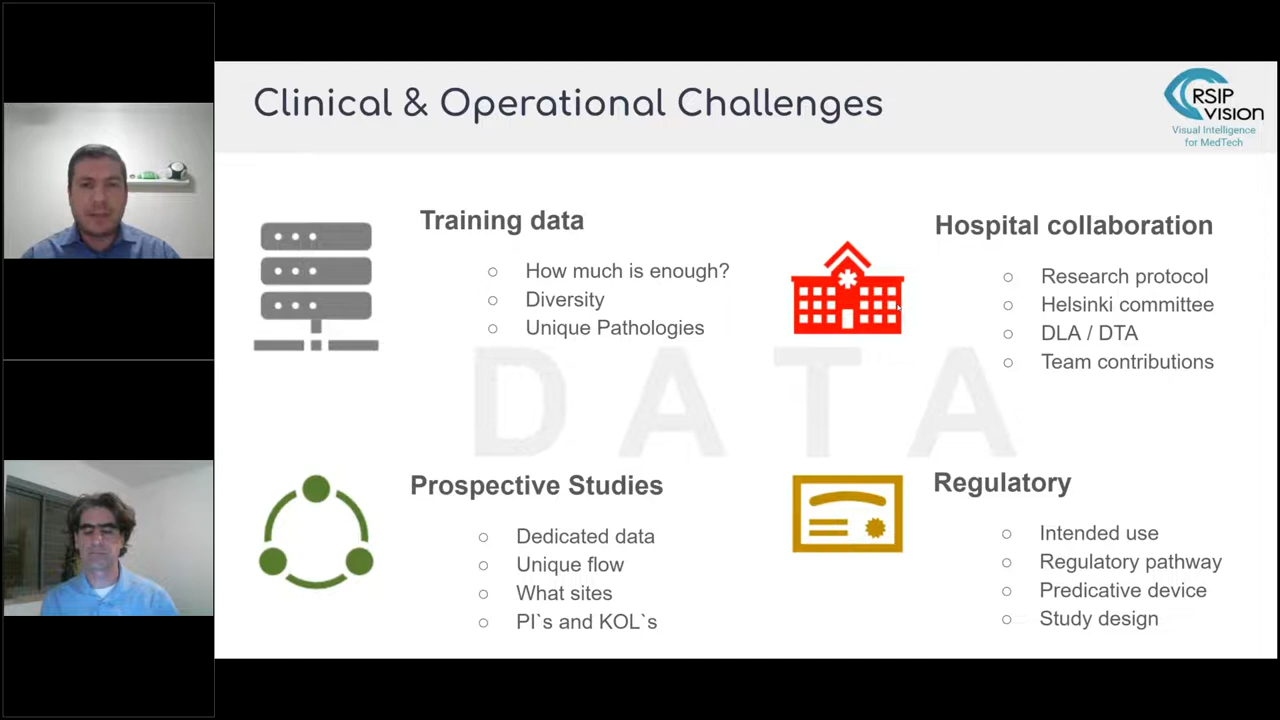 Clinical & Operational Challenges
RSIP
vision
Visual Intelligence
for MedTech
Training data
How much is enough?
Diversity
Unique Pathologies
Hospital collaboration
Research protocol
Helsinki committee
DLA / DTA
Team contributions
DATA
Prospective Studies
Dedicated data
Unique flow
What sites
PI`s and KOL`s
Regulatory
Intended use
Regulatory pathway
Predicative device
Study design